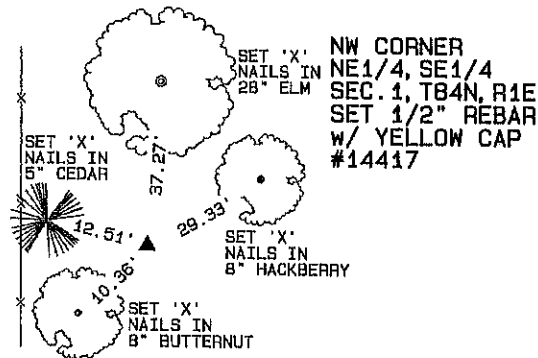 SET 'X'
NAILS IN
28" ELM
NW CORNER
NE1/4, SE1/4
SEC. 1, T84N, R1E
SET 1/2" REBAR
w/ YELLOW CAP
#14417
SET 'X'
NAILS IN
5" CEDAR
37.27'
12.51'
29.33'
10.36'
SET 'X'
NAILS IN
8" HACKBERRY
SET 'X'
NAILS IN
8" BUTTERNUT